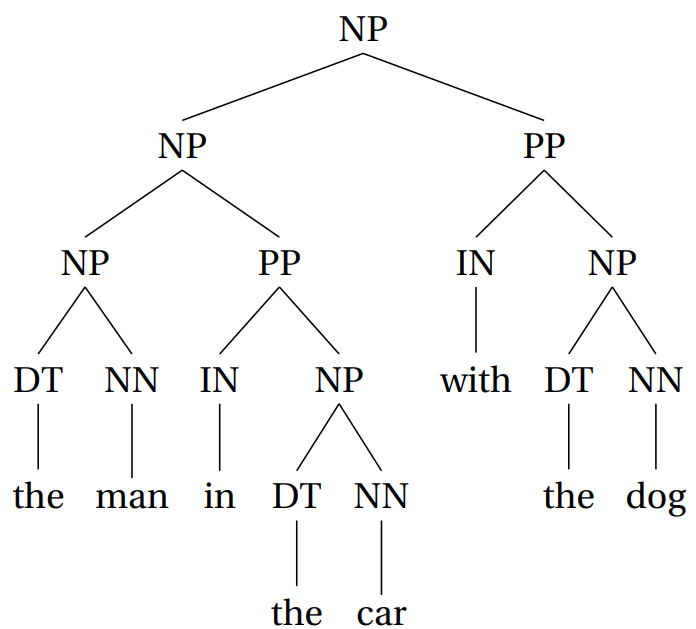 NP
NP PP
NP PP IN NP
DT NN IN NP with DT NN
the man in DT NN the dog
the car